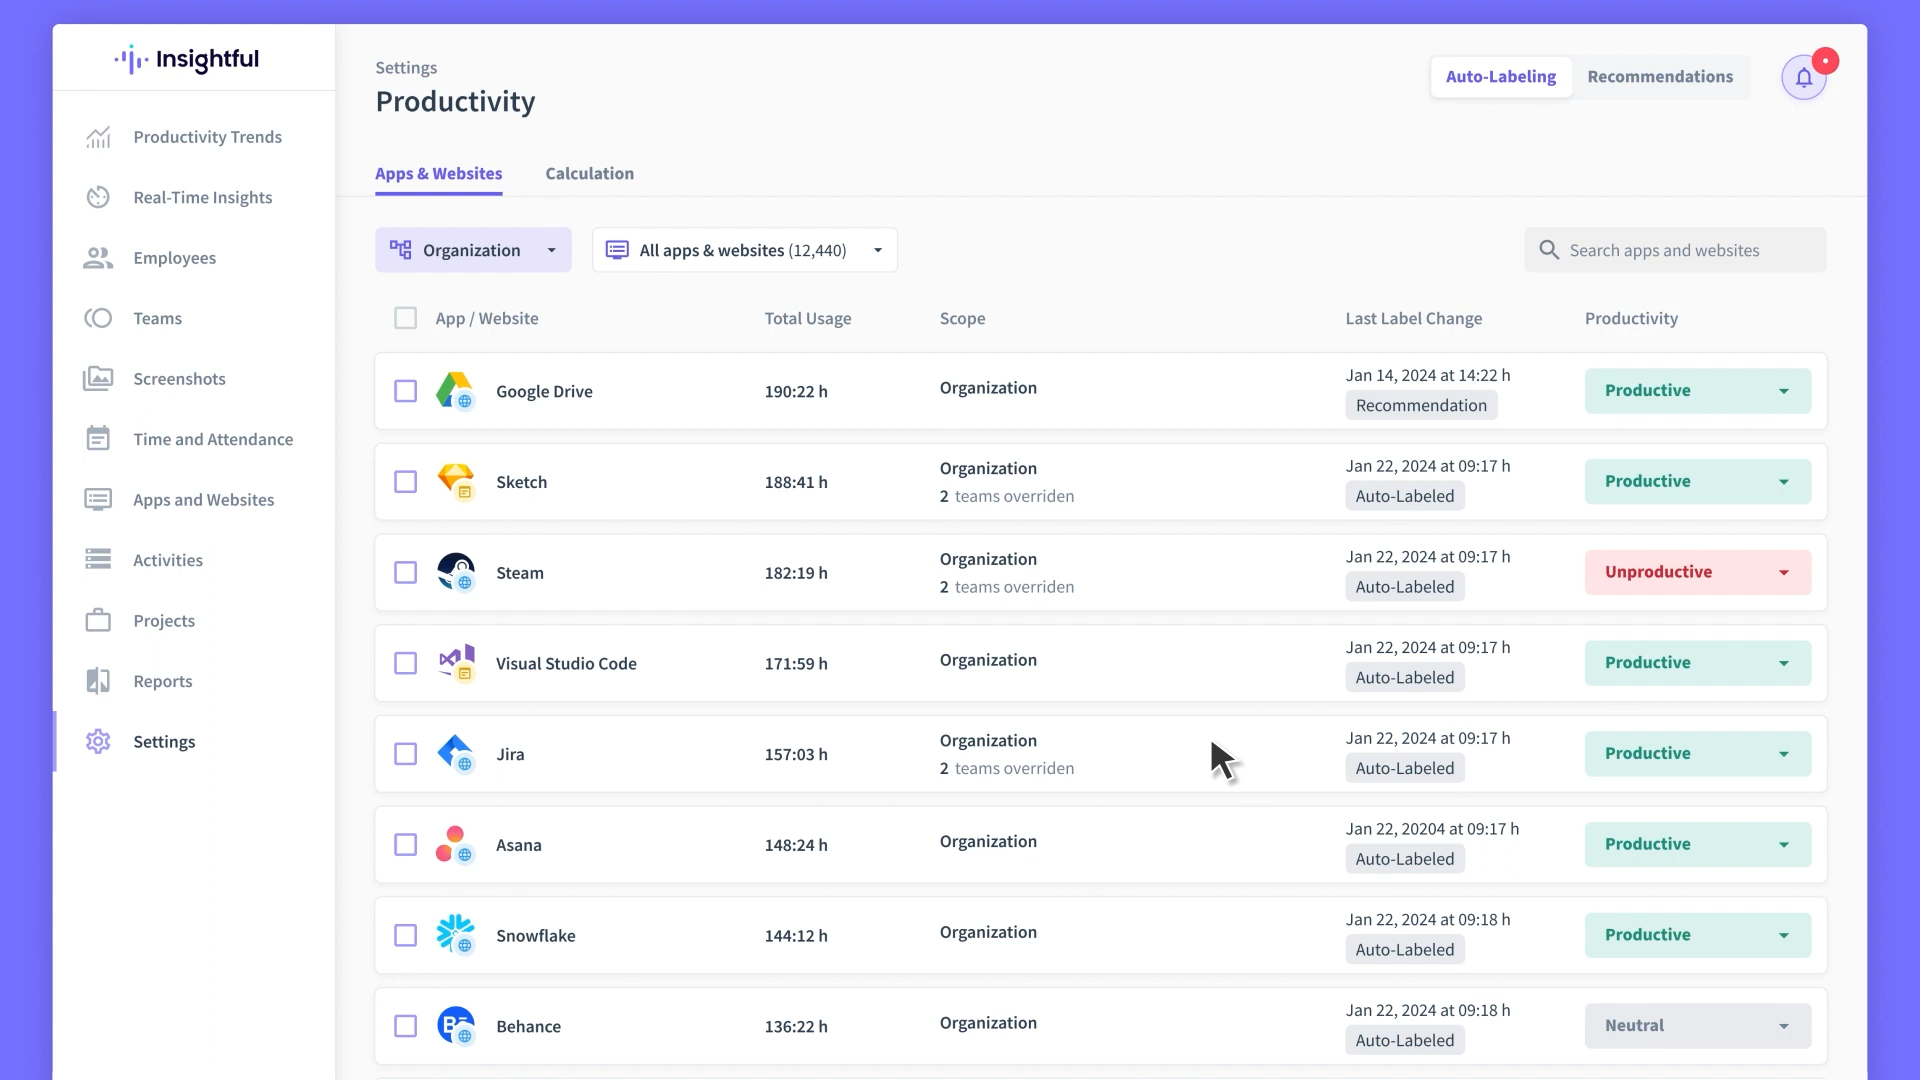 Insightful
Productivity Trends
Real-Time Insights
Employees
Teams
Screenshots
Time and Attendance
Apps and Websites
Activities
Projects
Reports
Settings
Settings
Productivity
Auto-Labeling
Recommendations
Apps & Websites
Calculation
Organization
All apps & websites (12,440)
Search apps and websites
App / Website
Total Usage
Scope
Last Label Change
Productivity
Google Drive
190:22 h
Organization
Jan 14, 2024 at 14:22 h
Recommendation
Productive
Sketch
188:41 h
Organization
2 teams overriden
Jan 22, 2024 at 09:17 h
Auto-Labeled
Productive
Steam
182:19 h
Organization
2 teams overriden
Jan 22, 2024 at 09:17 h
Auto-Labeled
Unproductive
Visual Studio Code
171:59 h
Organization
Jan 22, 2024 at 09:17 h
Auto-Labeled
Productive
Jira
157:03 h
Organization
2 teams overriden
Jan 22, 2024 at 09:17 h
Auto-Labeled
Productive
Asana
148:24 h
Organization
Jan 22, 20204 at 09:17 h
Auto-Labeled
Productive
Snowflake
144:12 h
Organization
Jan 22, 2024 at 09:18 h
Auto-Labeled
Productive
Behance
136:22 h
Organization
Jan 22, 2024 at 09:18 h
Auto-Labeled
Neutral